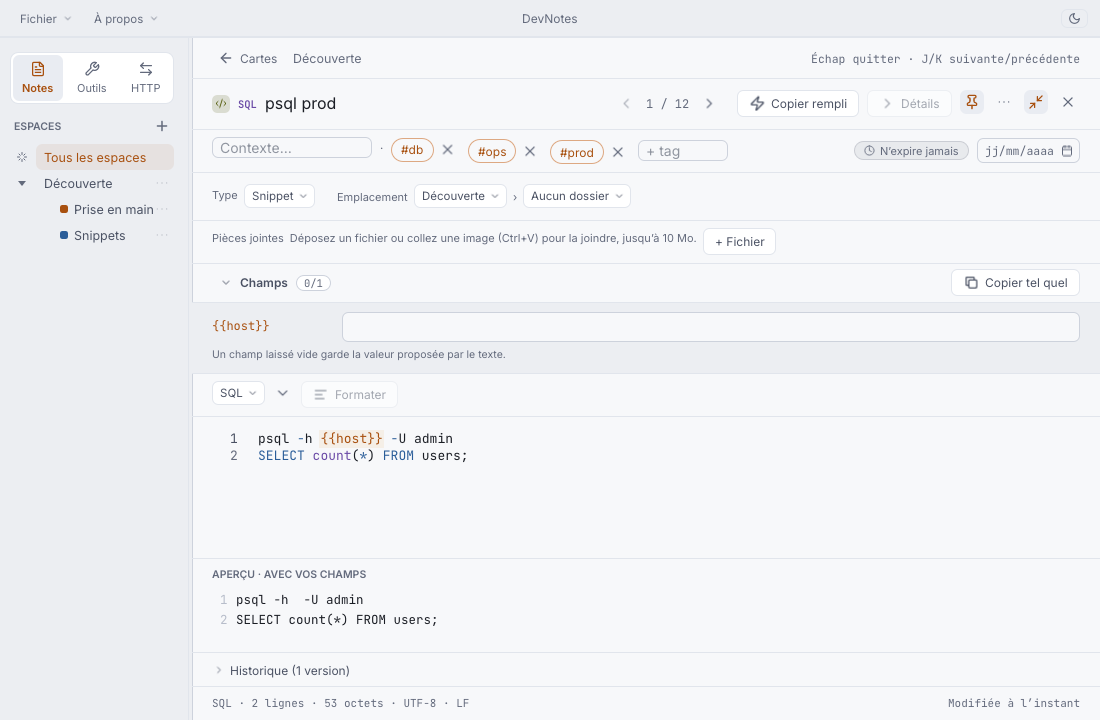 Fichier À propos DevNotes
Notes Outils HTTP
ESPACES +
Tous les espaces
Découverte ···
Prise en main ···
Snippets ···
← Cartes Découverte Échap quitter · J/K suivante/précédente
</> SQL psql prod 1 / 12 Copier rempli Détails ···
Contexte… · #db #ops #prod + tag N'expire jamais jj/mm/aaaa
Type Snippet Emplacement Découverte › Aucun dossier
Pièces jointes Déposez un fichier ou collez une image (Ctrl+V) pour la joindre, jusqu'à 10 Mo. + Fichier
Champs 0/1 Copier tel quel
{{host}}
Un champ laissé vide garde la valeur proposée par le texte.
SQL Formater
1 psql -h {{host}} -U admin
2 SELECT count(*) FROM users;
APERÇU · AVEC VOS CHAMPS
1 psql -h  -U admin
2 SELECT count(*) FROM users;
Historique (1 version)
SQL · 2 lignes · 53 octets · UTF-8 · LF Modifiée à l'instant